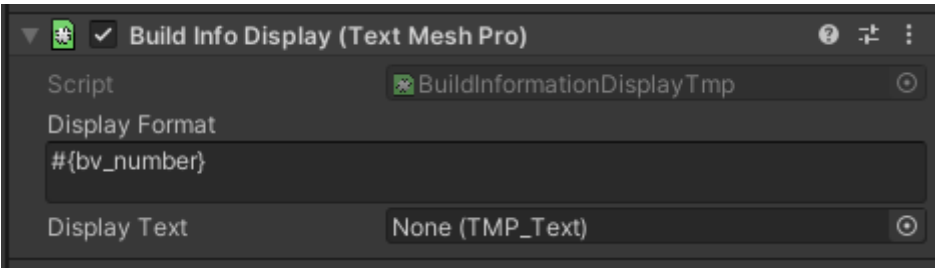 Build Info Display (Text Mesh Pro)
Script BuildInformationDisplayTmp
Display Format
#{bv_number}
Display Text None (TMP_Text)